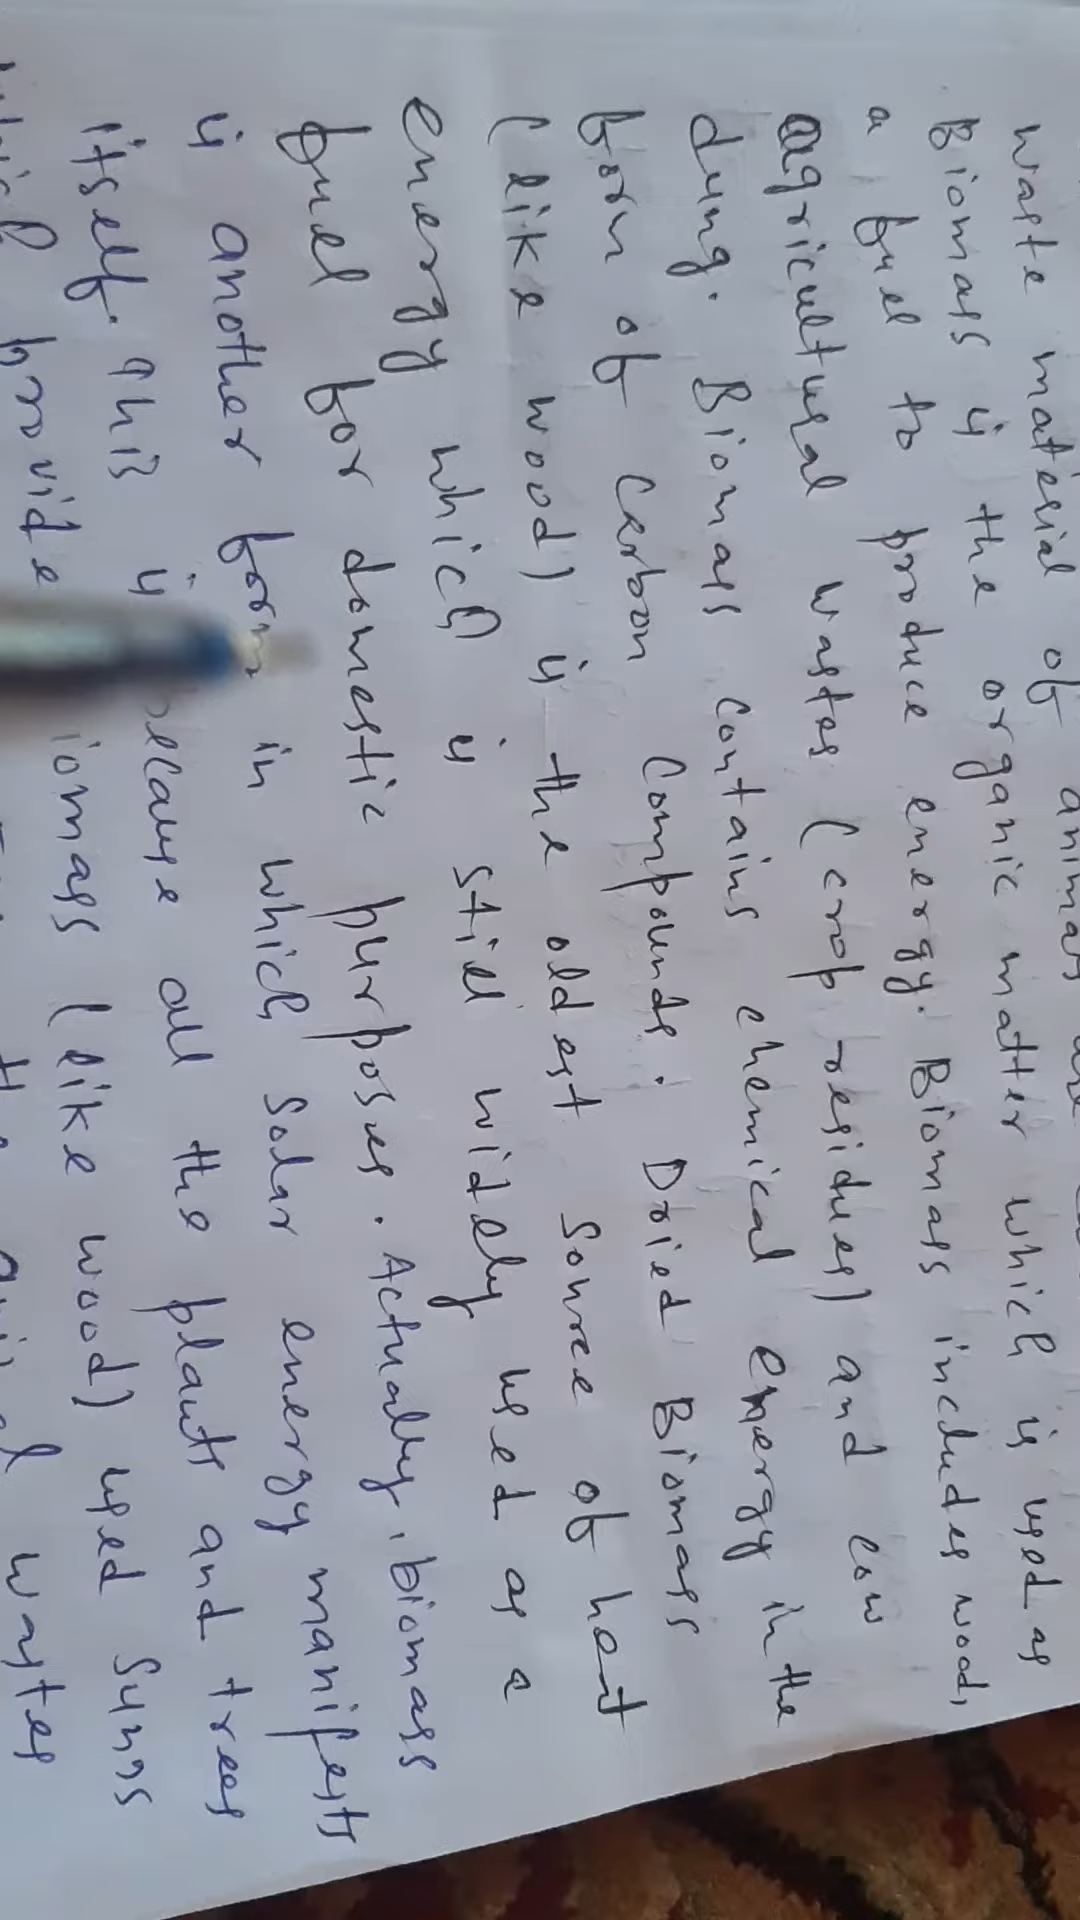 animals are
waste material of
Biomass is the organic matter which is used as
a fuel to produce energy. Biomass includes wood,
agricultural wastes (crop residues) and cow
dung. Biomass contains chemical energy in the
form of Carbon Compounds. Dried Biomass
(like wood) is the oldest source of heat
energy which is still widely used as a
fuel for domestic purposes. Actually, biomass
is another form in which solar energy manifests
itself. This is because all the plants and trees
which provide biomass (like wood) used Suns
wastes